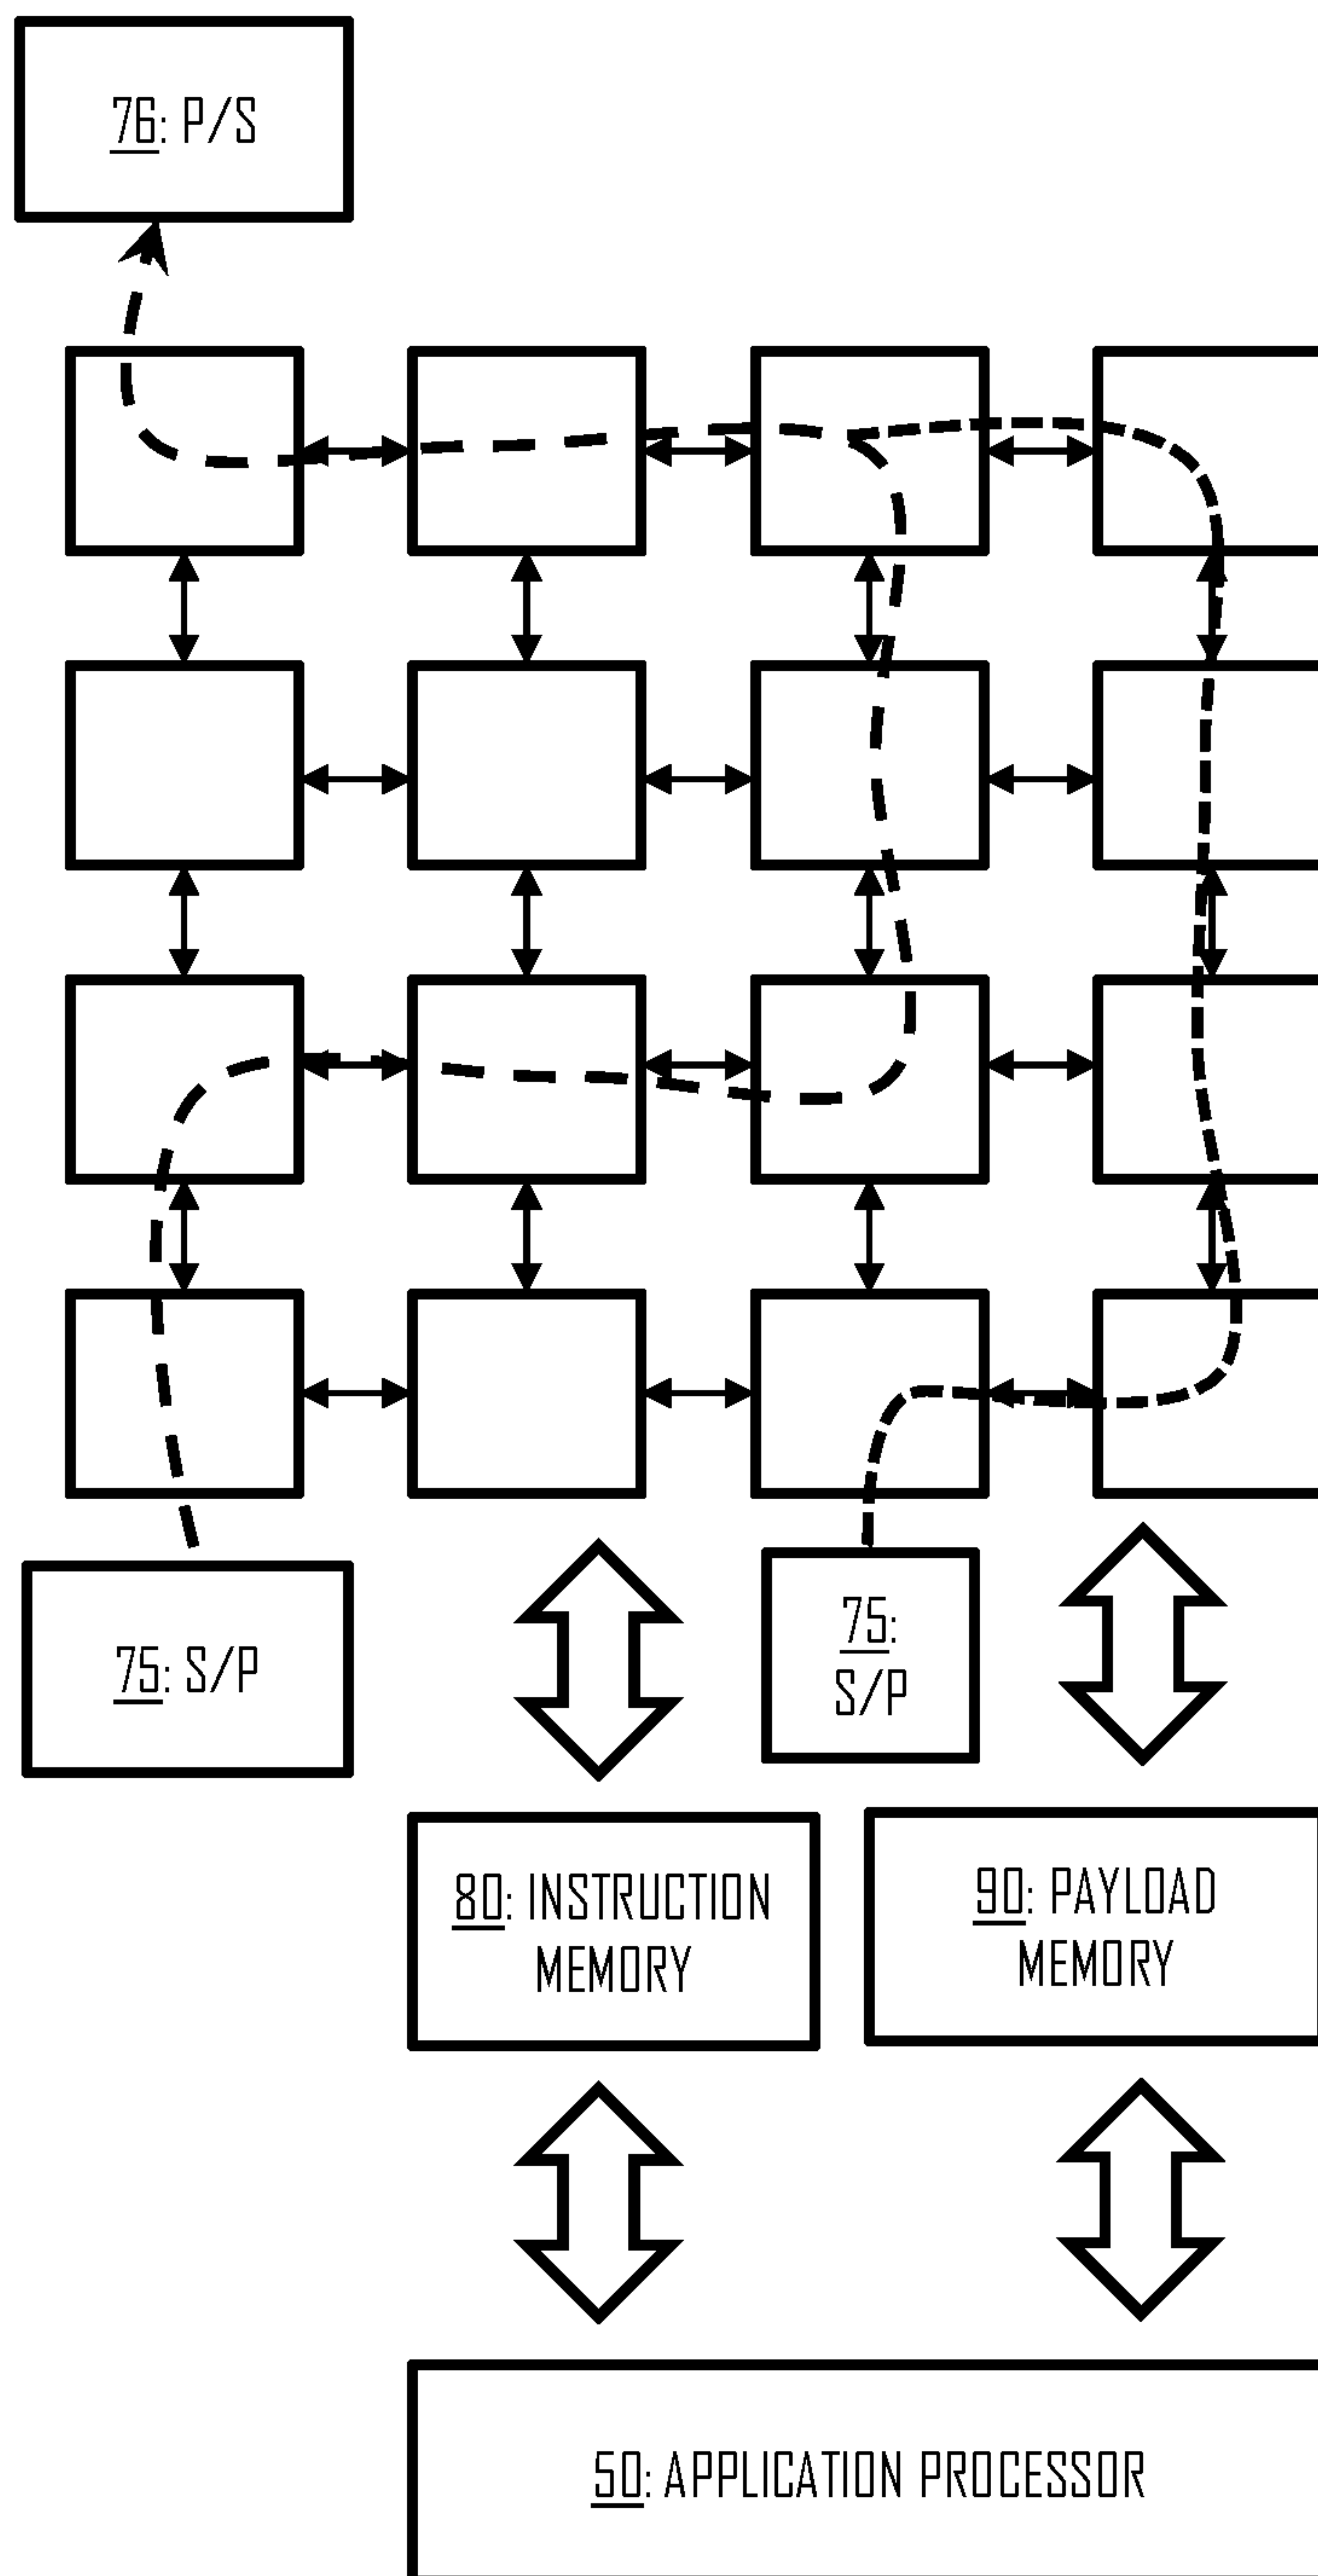 76: P/S
75: S/P
75:
S/P
80: INSTRUCTION
MEMORY
90: PAYLOAD
MEMORY
50: APPLICATION PROCESSOR